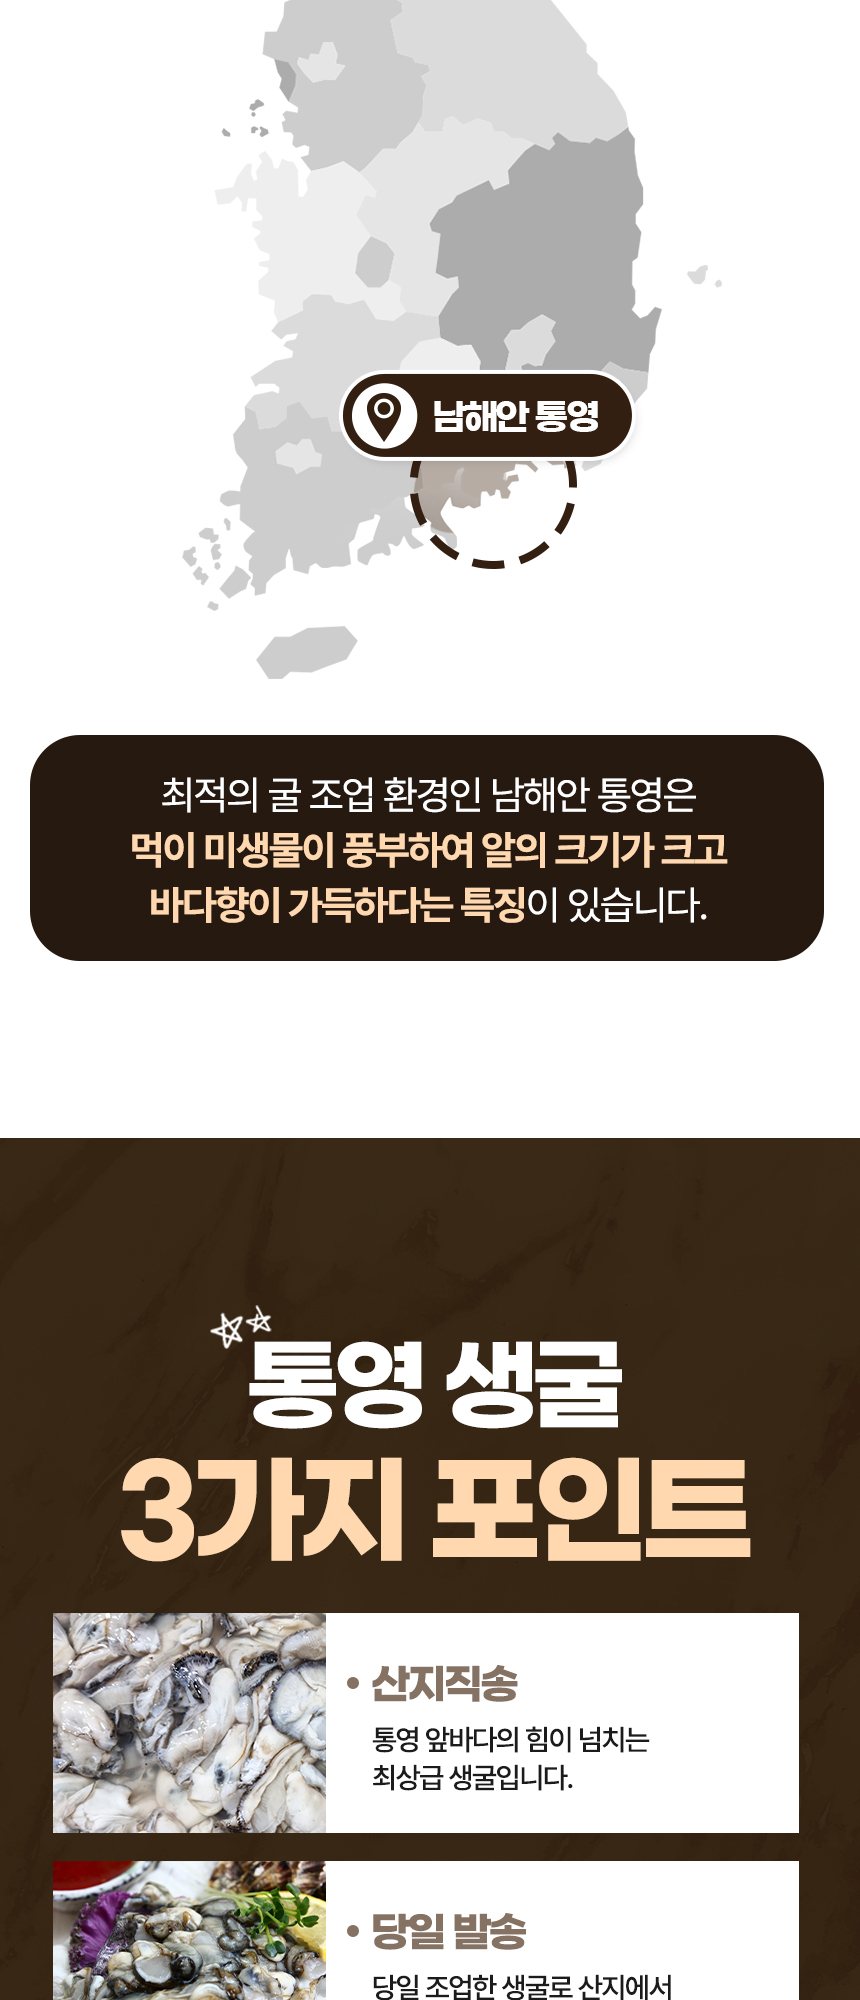 남해안 통영
최적의 굴 조업 환경인 남해안 통영은
먹이 미생물이 풍부하여 알의 크기가 크고
바다향이 가득하다는 특징이 있습니다.
통영 생굴
3가지 포인트
• 산지직송
통영 앞바다의 힘이 넘치는
최상급 생굴입니다.
• 당일 발송
당일 조업한 생굴로 산지에서